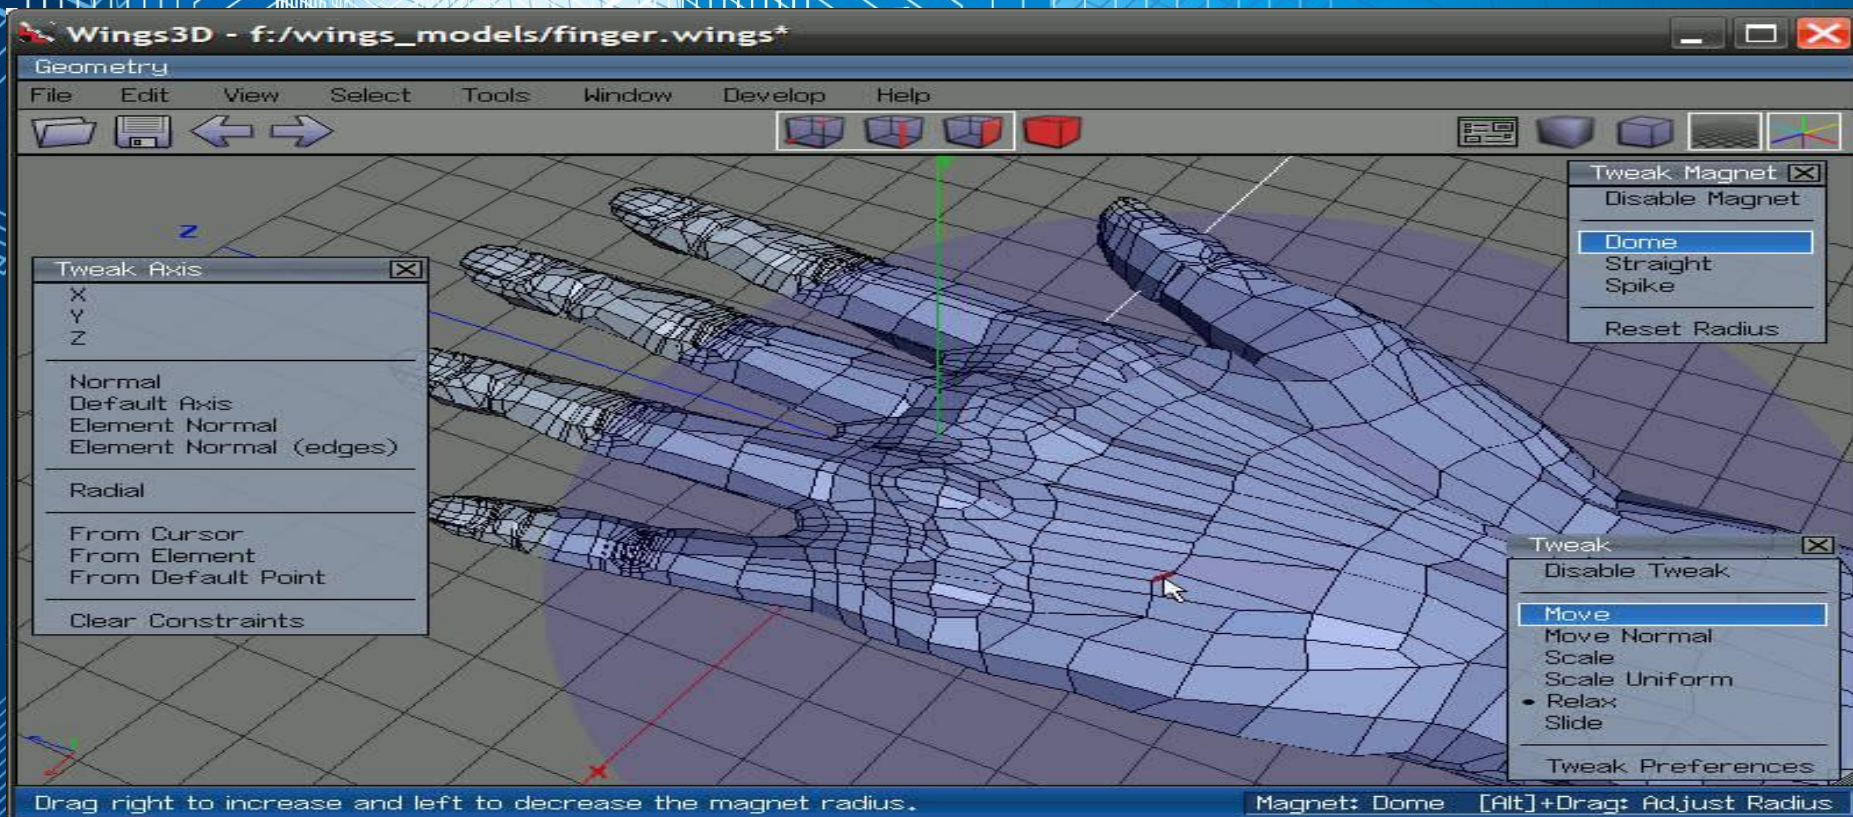 Wings3D - f:/wings_models/finger.wings*
Geometry
File Edit View Select Tools Window Develop Help
Tweak Magnet
Disable Magnet
Dome
Straight
Spike
Reset Radius
Z
Tweak Axis
X
Y
Z
Normal
Default Axis
Element Normal
Element Normal (edges)
Radial
From Cursor
From Element
From Default Point
Clear Constraints
Tweak
Disable Tweak
Move
Move Normal
Scale
Scale Uniform
• Relax
Slide
Tweak Preferences
X
Drag right to increase and left to decrease the magnet radius.
Magnet: Dome [Alt]+Drag: Adjust Radius